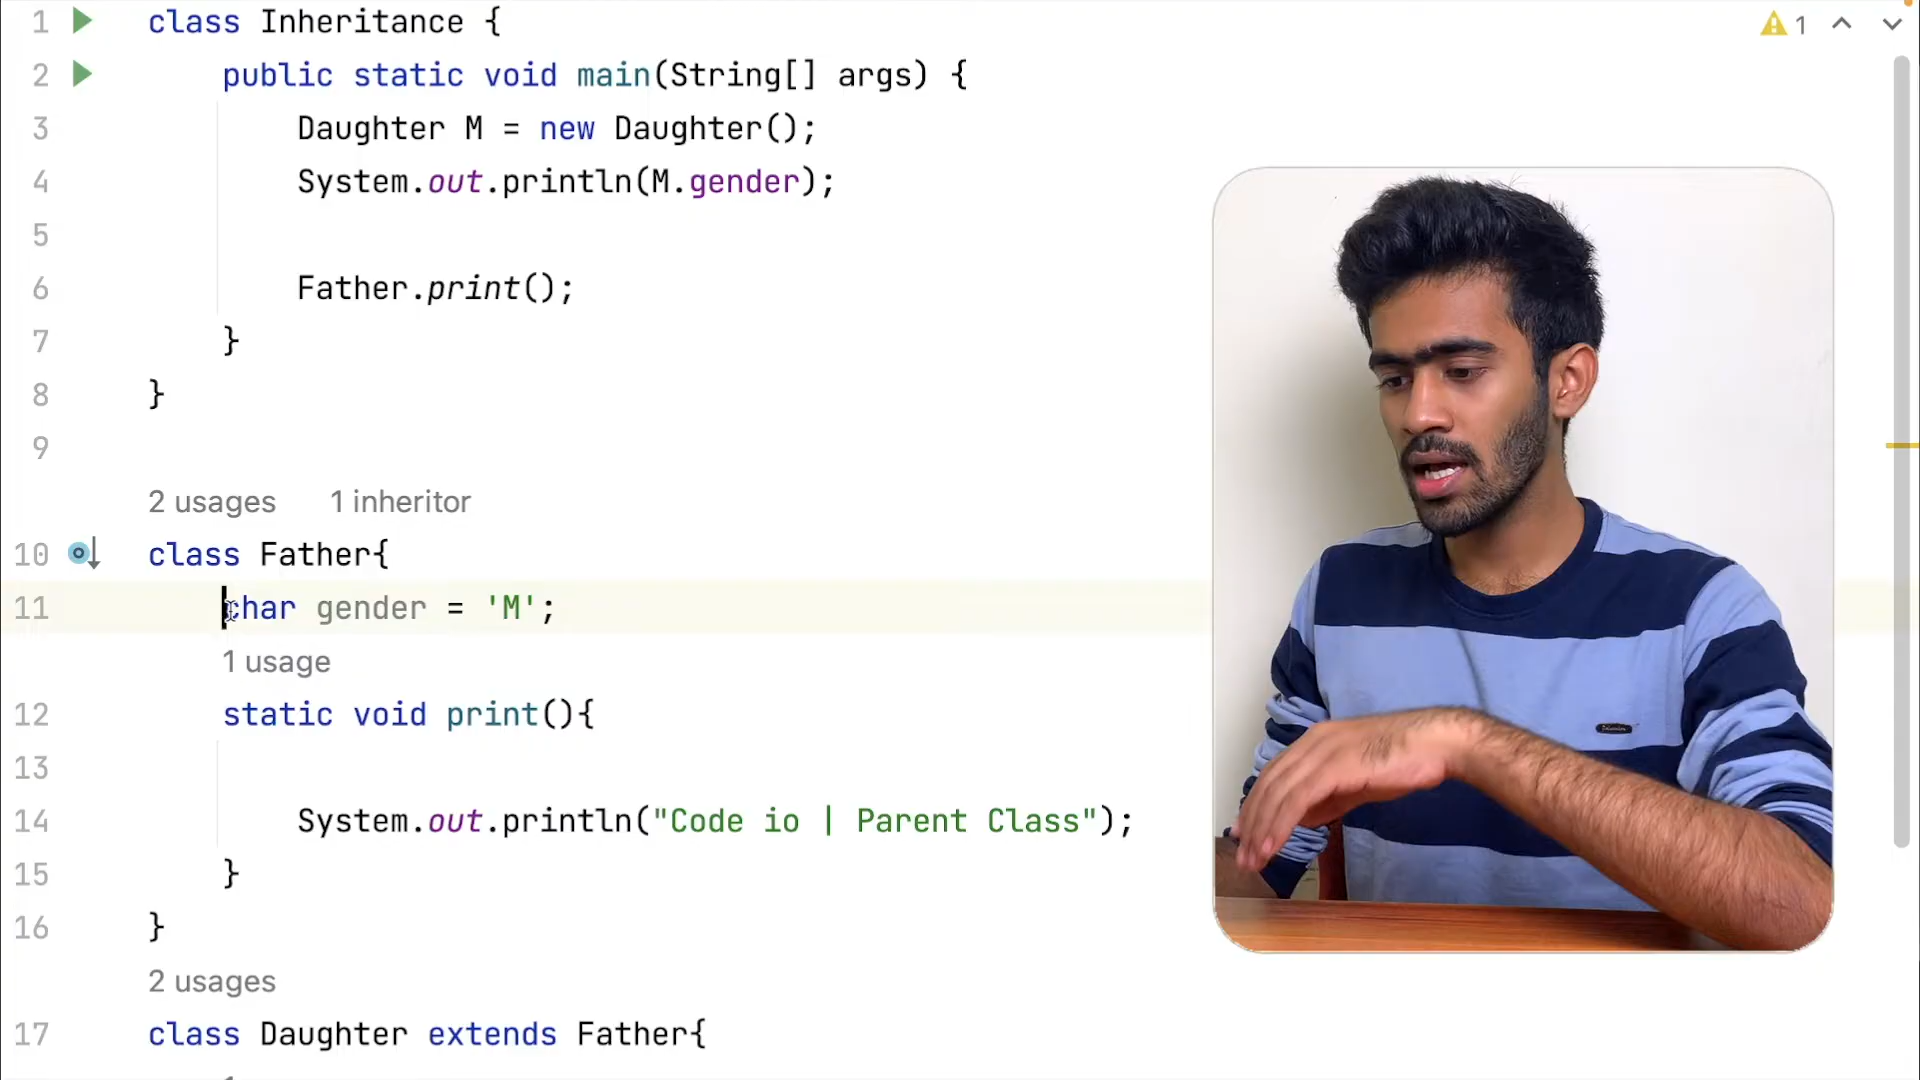 1 class Inheritance {
2 public static void main(String[] args) {
3 Daughter M = new Daughter();
4 System.out.println(M.gender);
5
6 Father.print();
7 }
8 }
9
2 usages 1 inheritor
10 class Father{
11 char gender = 'M';
1 usage
12 static void print(){
13
14 System.out.println("Code io | Parent Class");
15 }
16 }
2 usages
17 class Daughter extends Father{
1